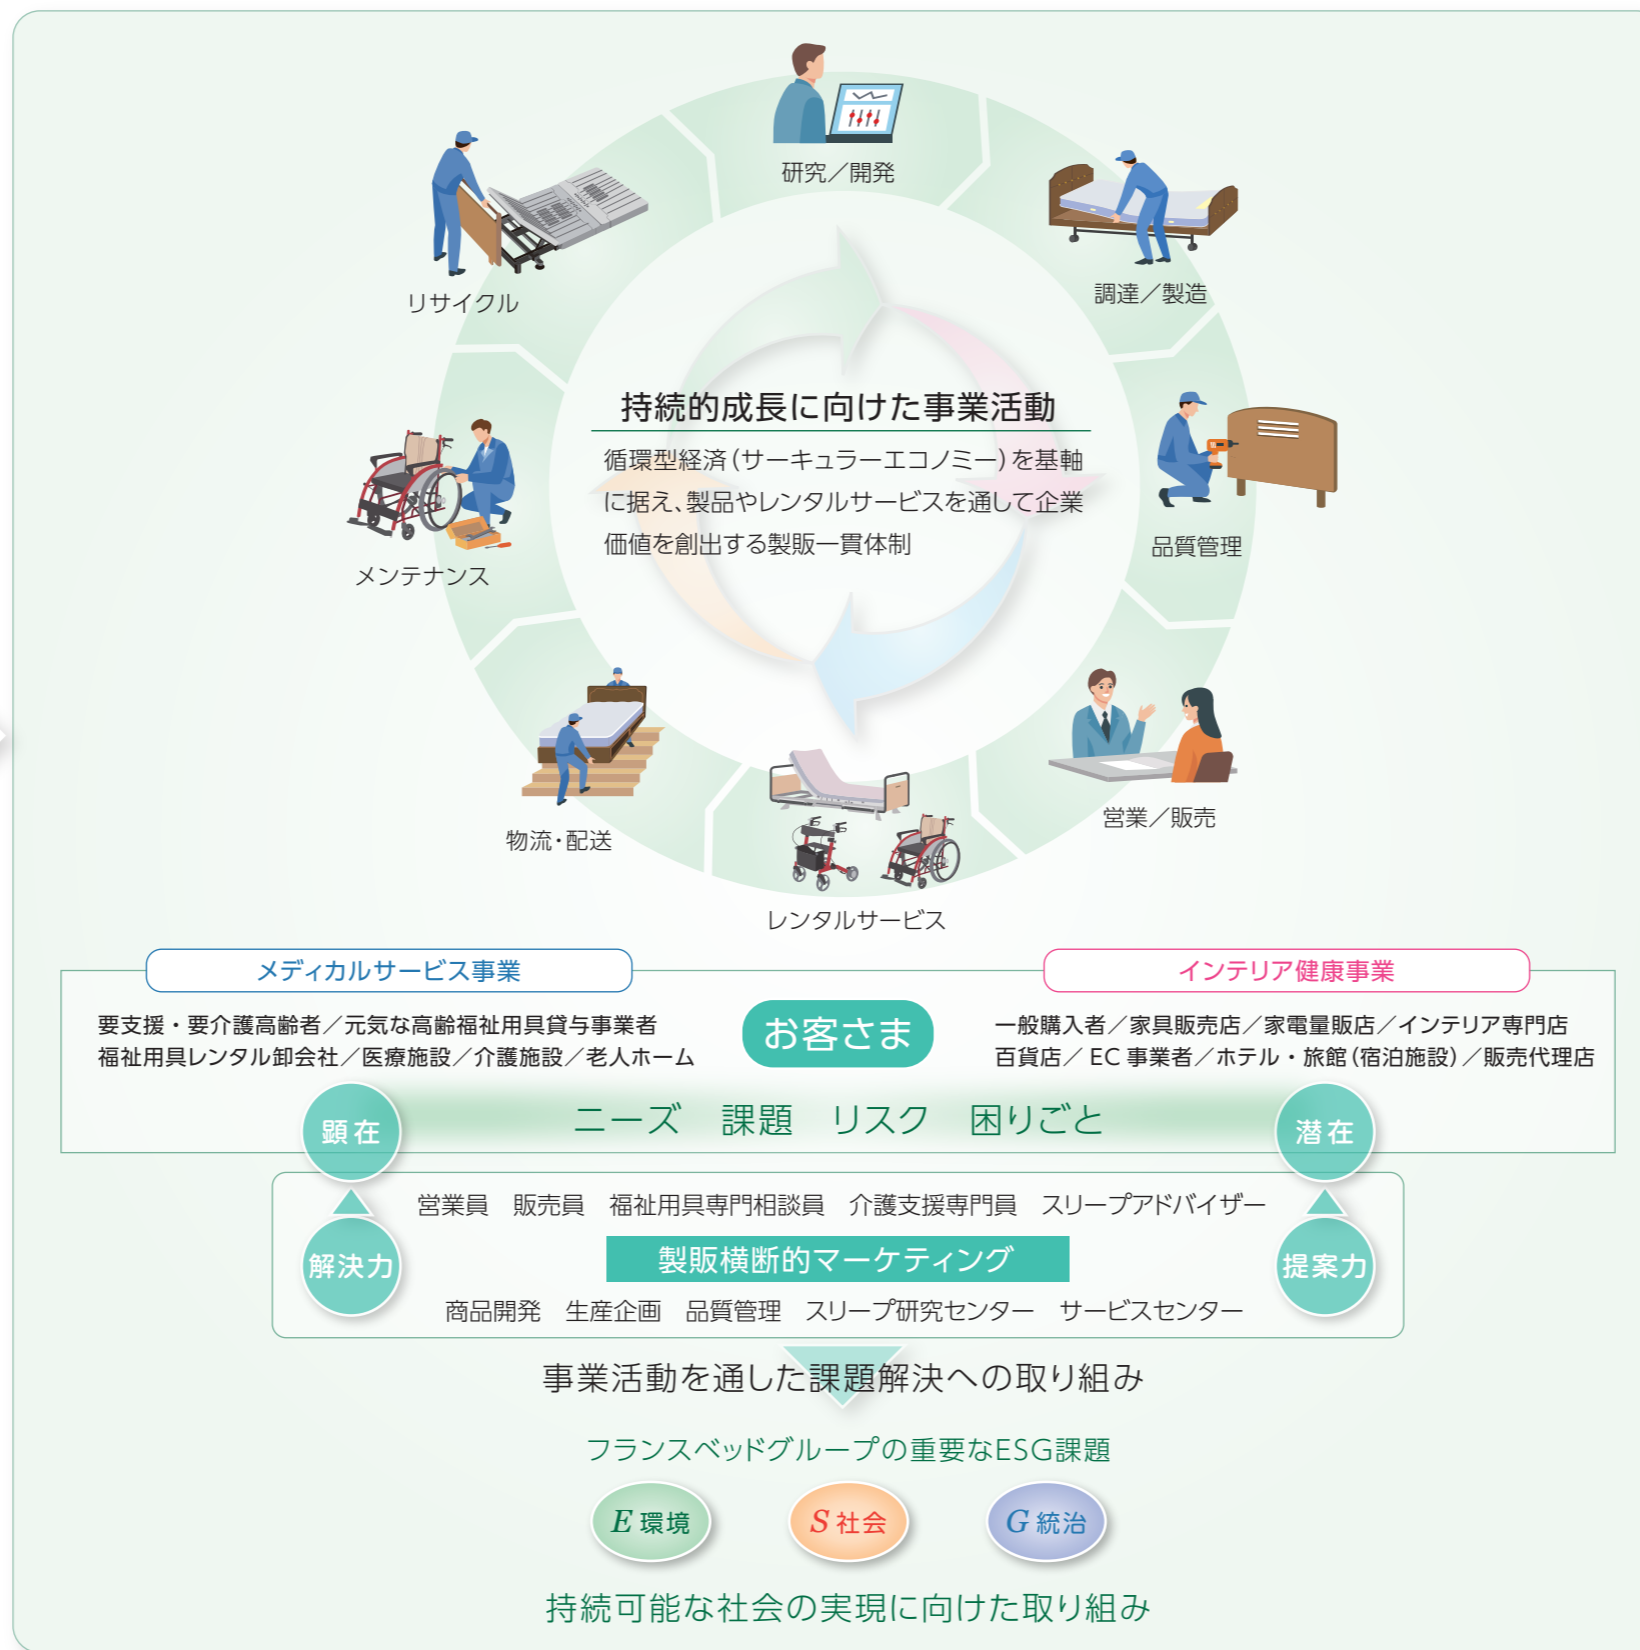 研究／開発
調達／製造
品質管理
営業／販売
レンタルサービス
物流・配送
メンテナンス
リサイクル
持続的成長に向けた事業活動
循環型経済(サーキュラーエコノミー)を基軸
に据え、製品やレンタルサービスを通して企業
価値を創出する製販一貫体制
メディカルサービス事業
要支援・要介護高齢者／元気な高齢福祉用具貸与事業者
福祉用具レンタル卸会社／医療施設／介護施設／老人ホーム
お客さま
インテリア健康事業
一般購入者／家具販売店／家電量販店／インテリア専門店
百貨店／EC事業者／ホテル・旅館(宿泊施設)／販売代理店
顕在
ニーズ　課題　リスク　困りごと
潜在
営業員　販売員　福祉用具専門相談員　介護支援専門員　スリープアドバイザー
解決力
製販横断的マーケティング
提案力
商品開発　生産企画　品質管理　スリープ研究センター　サービスセンター
事業活動を通した課題解決への取り組み
フランスベッドグループの重要なESG課題
E 環境
S 社会
G 統治
持続可能な社会の実現に向けた取り組み